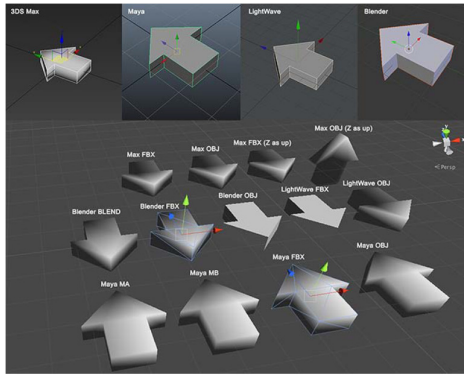 3DS Max
Maya
LightWave
Blender
Max OBJ (Z as up)
Max FBX (Z as up)
Max OBJ
Max FBX
Persp
LightWave OBJ
LightWave FBX
Blender OBJ
Blender FBX
Blender BLEND
Maya OBJ
Maya FBX
Maya MB
Maya MA